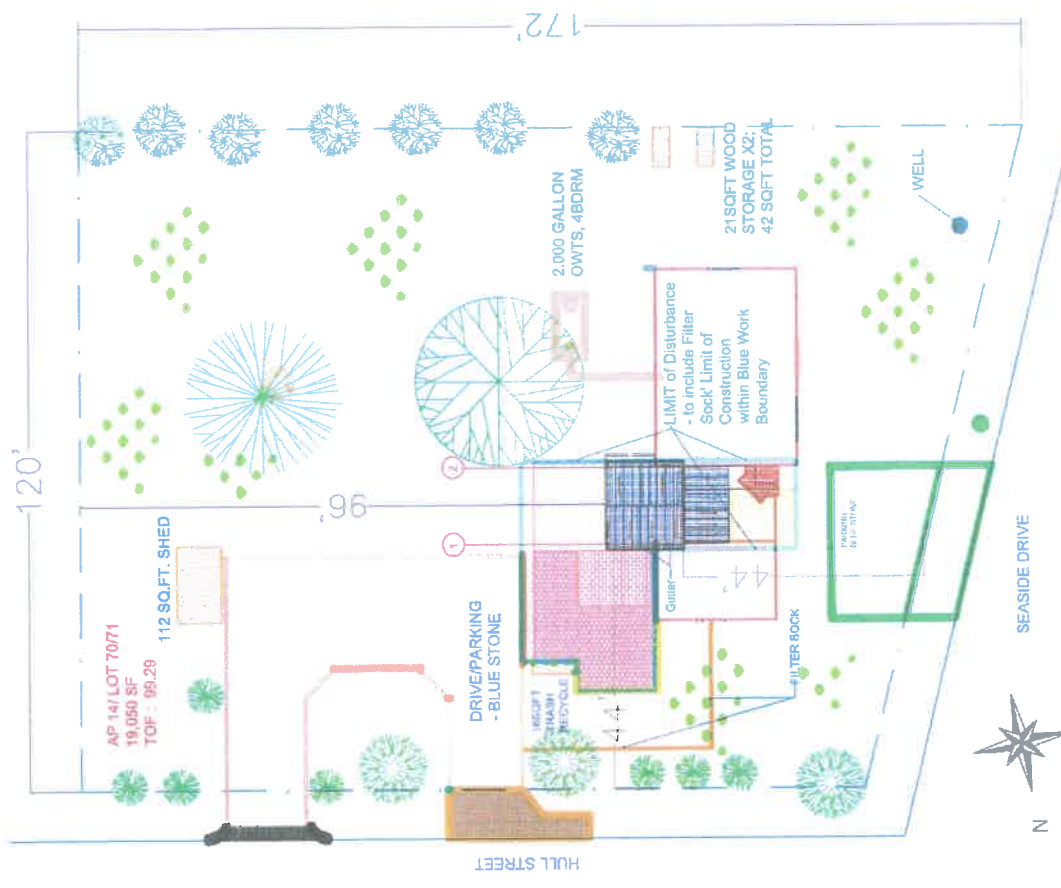 172'
120'
AP 14/ LOT 70/71
19,050 SF
TOF : 99.29
112 SQ.FT. SHED
96'
2.000 GALLON
OWTS, 4BDRM
21SQFT WOOD
STORAGE X2;
42 SQFT TOTAL
WELL
LIMIT of Disturbance
- to include Filter
Sock' Limit of
Construction
within Blue Work
Boundary
2
1
DRIVE/PARKING
- BLUE STONE
TRASH
RECYCLE
44'
Gutter
44'
FILTER SOCK
PARKING
HULL STREET
SEASIDE DRIVE
N